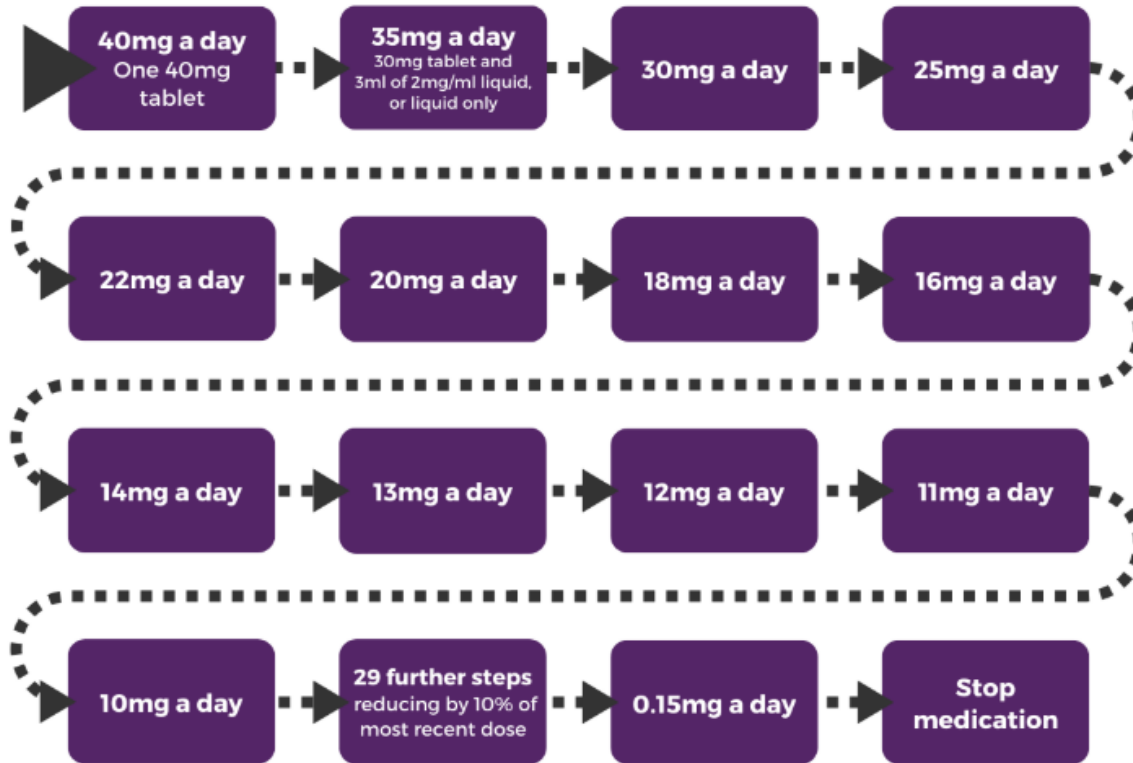 40mg a day
One 40mg
tablet
35mg a day
30mg tablet and
3ml of 2mg/ml liquid,
or liquid only
30mg a day
25mg a day
22mg a day
20mg a day
18mg a day
16mg a day
14mg a day
13mg a day
12mg a day
11mg a day
10mg a day
29 further steps
reducing by 10% of
most recent dose
0.15mg a day
Stop
medication